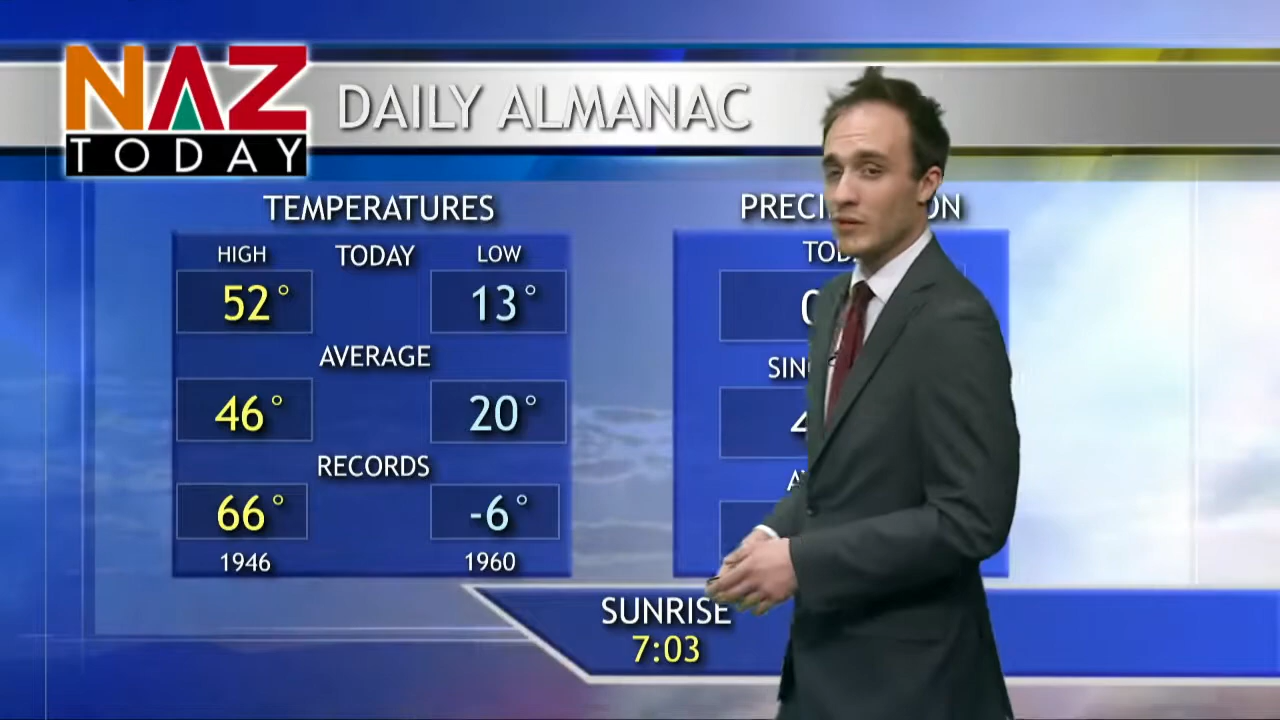 NAZ
TODAY
DAILY ALMANAC
TEMPERATURES
HIGH TODAY LOW
52° 13°
AVERAGE
46° 20°
RECORDS
66° -6°
1946 1960
SUNRISE
7:03